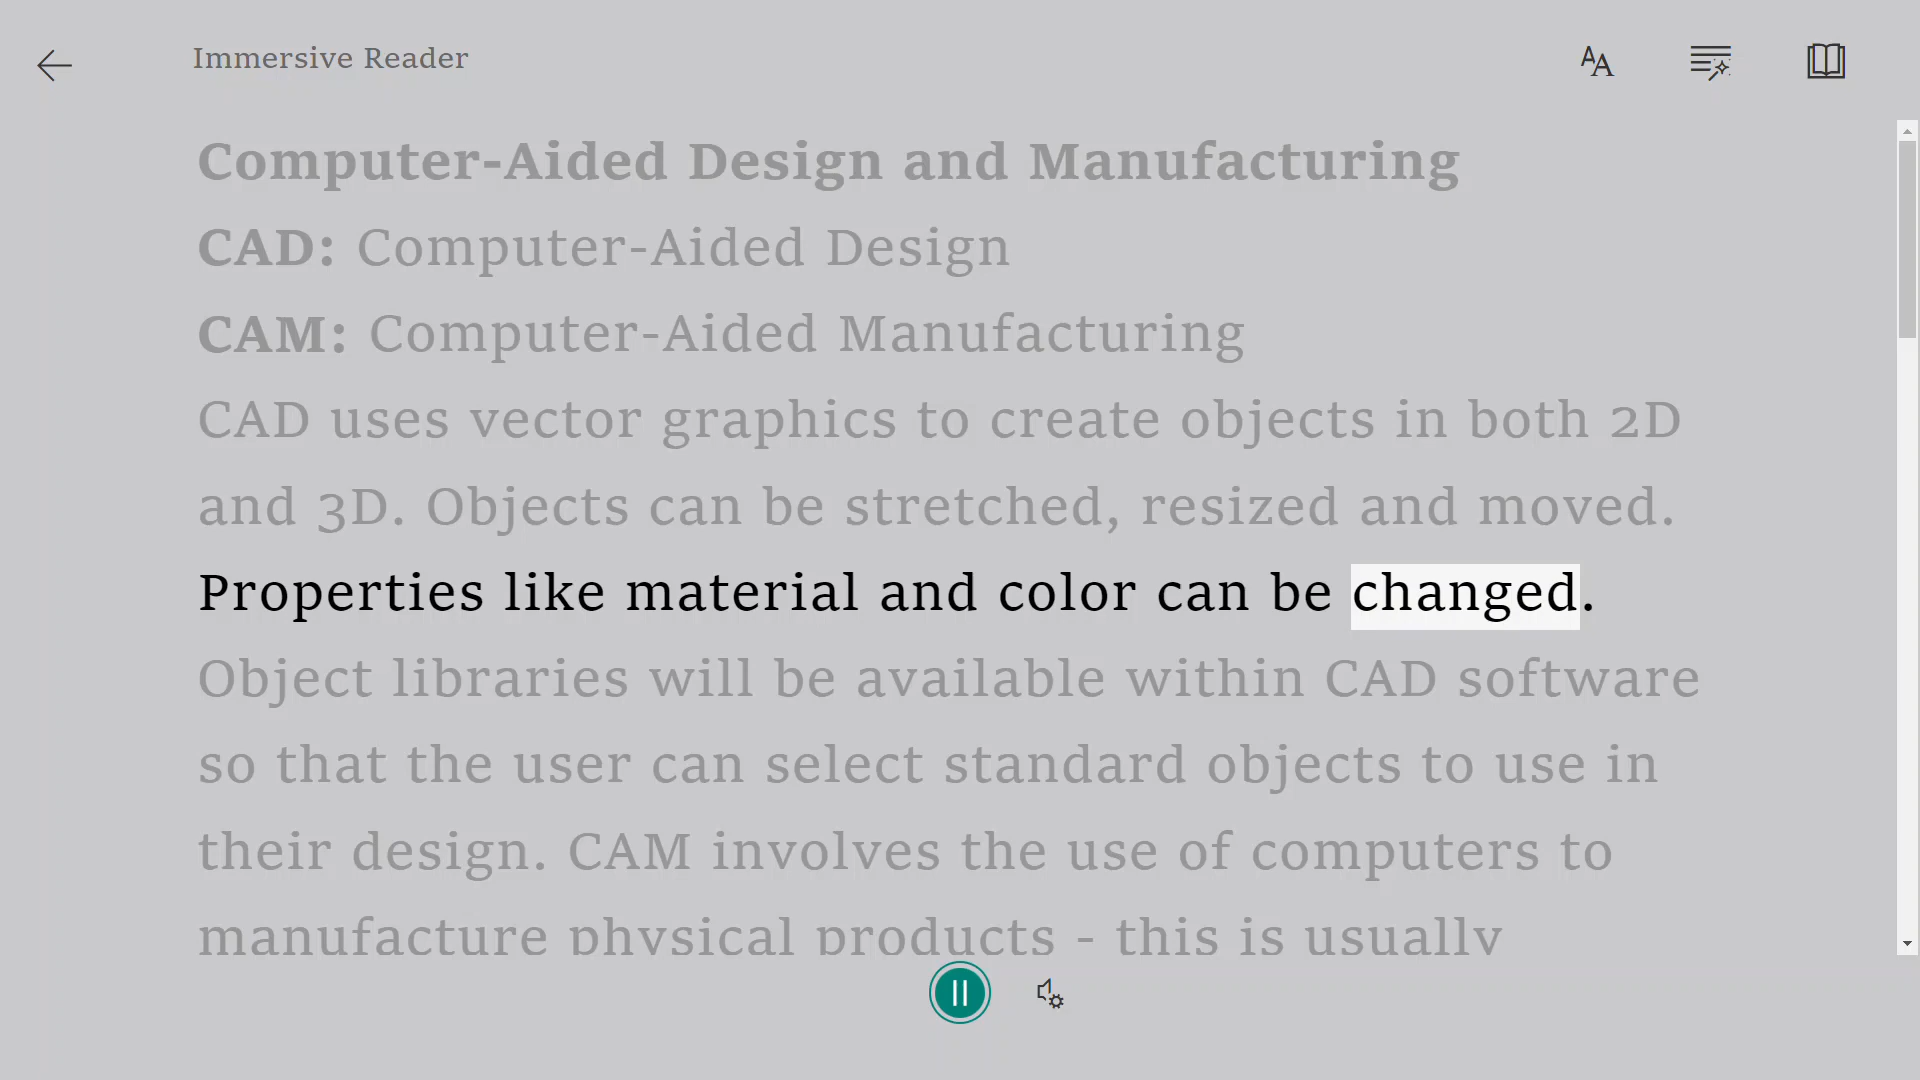 Immersive Reader
Computer-Aided Design and Manufacturing
CAD: Computer-Aided Design
CAM: Computer-Aided Manufacturing
CAD uses vector graphics to create objects in both 2D
and 3D. Objects can be stretched, resized and moved.
Properties like material and color can be changed.
Object libraries will be available within CAD software
so that the user can select standard objects to use in
their design. CAM involves the use of computers to
manufacture physical products - this is usually